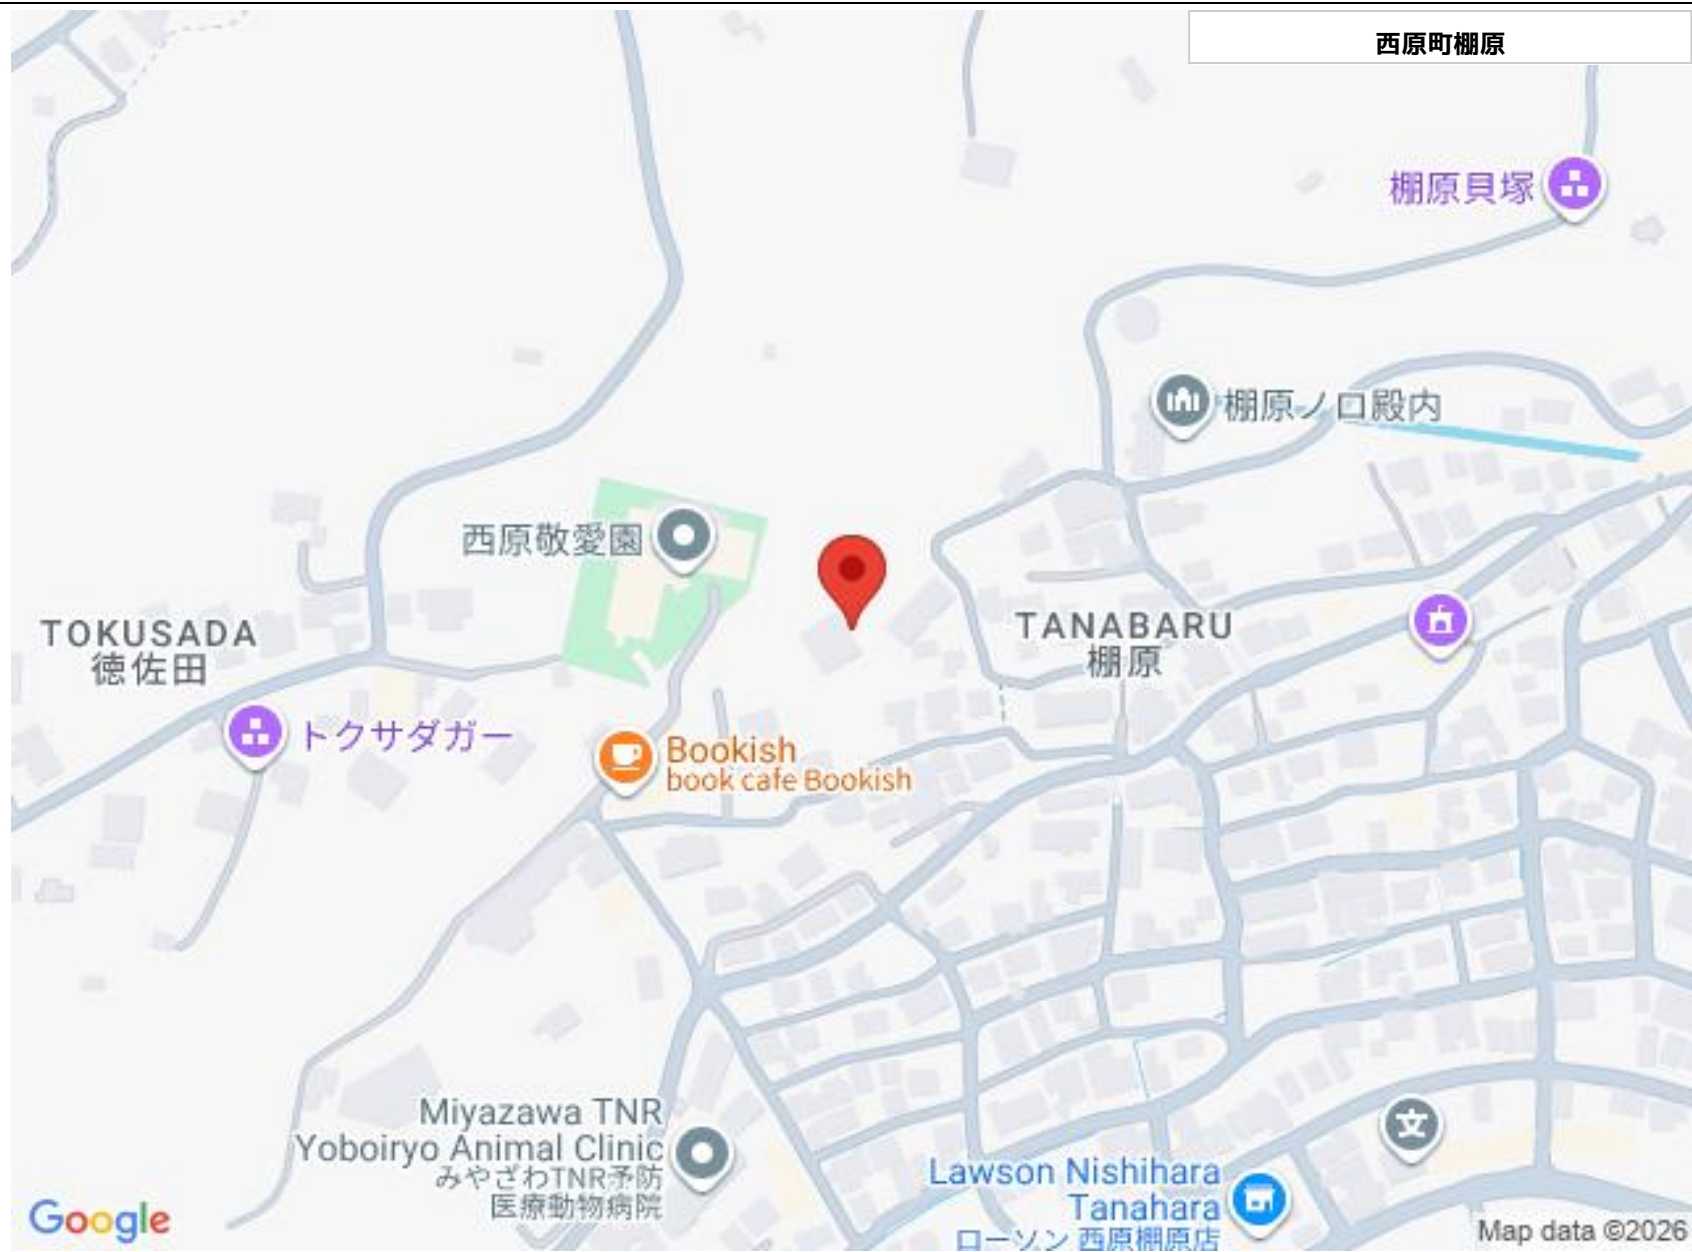 西原町棚原
棚原貝塚
棚原ノロ殿内
西原敬愛園
TOKUSADA
徳佐田
TANABARU
棚原
トクサダガー
Bookish
book cafe Bookish
Miyazawa TNR
Yoboiryo Animal Clinic
みやざわTNR予防
医療動物病院
文
Lawson Nishihara
Tanahara
ローソン 西原棚原店
Google
Map data ©2026